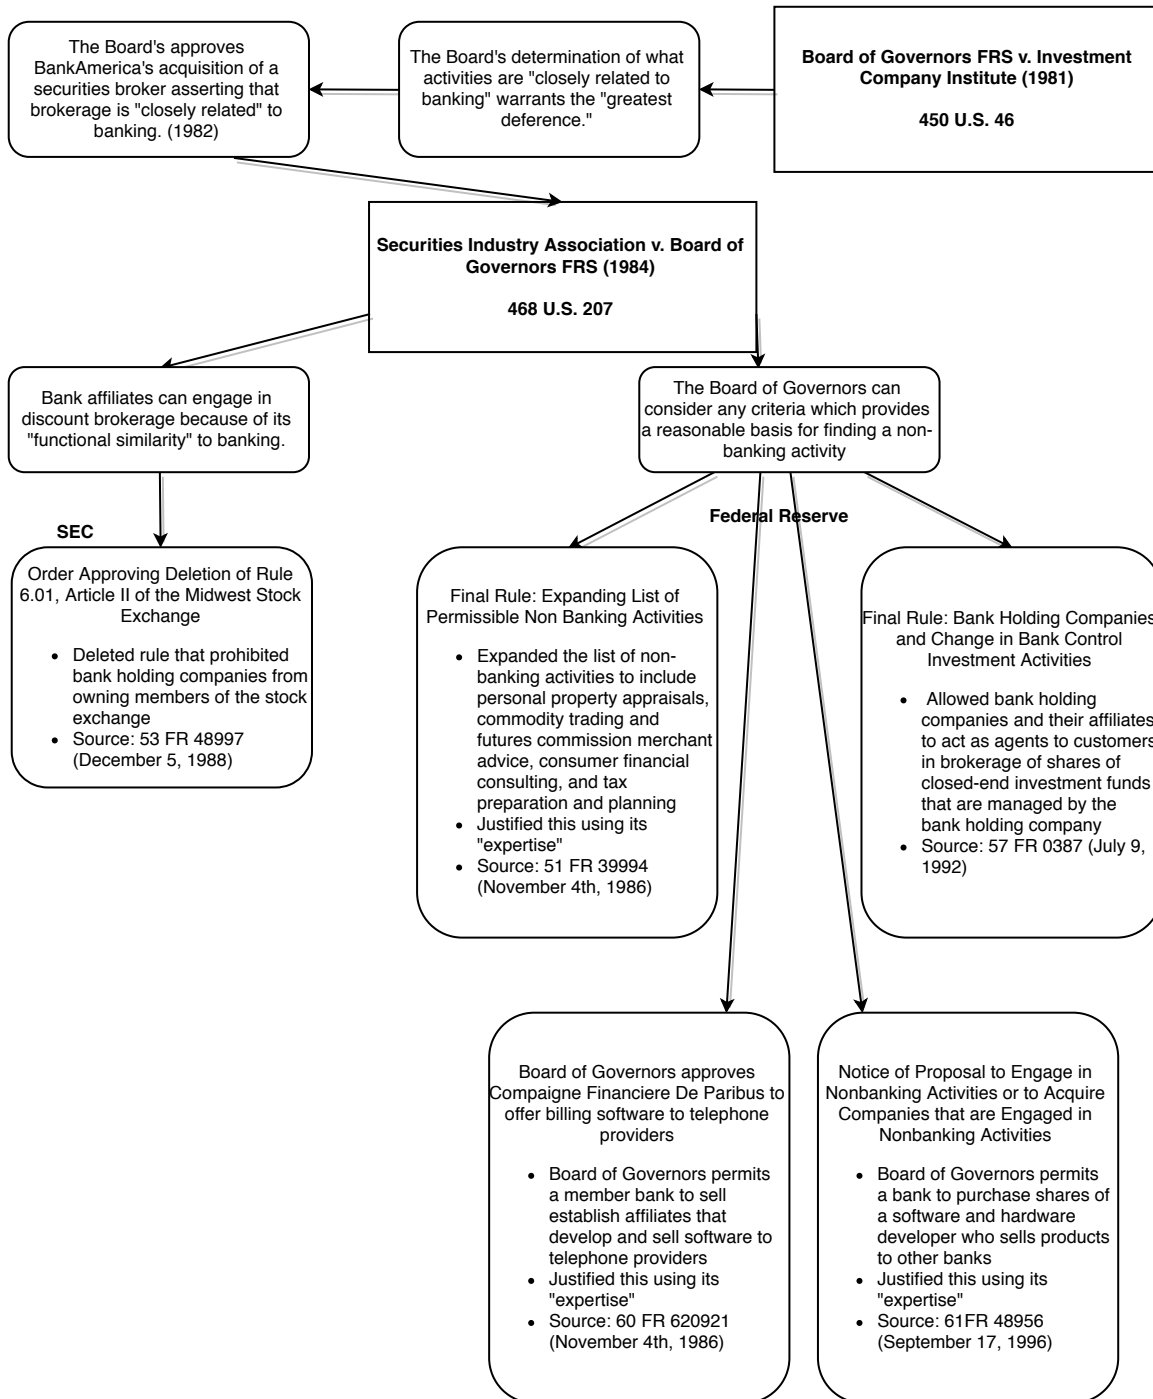 The Board's approves
BankAmerica's acquisition of a
securities broker asserting that
brokerage is "closely related" to
banking. (1982)
The Board's determination of what
activities are "closely related to
banking" warrants the "greatest
deference."
Board of Governors FRS v. Investment
Company Institute (1981)
450 U.S. 46
Securities Industry Association v. Board of
Governors FRS (1984)
468 U.S. 207
Bank affiliates can engage in
discount brokerage because of its
"functional similarity" to banking.
The Board of Governors can
consider any criteria which provides
a reasonable basis for finding a non-
banking activity
SEC
Federal Reserve
Order Approving Deletion of Rule
6.01, Article II of the Midwest Stock
Exchange
• Deleted rule that prohibited
bank holding companies from
owning members of the stock
exchange
• Source: 53 FR 48997
(December 5, 1988)
Final Rule: Expanding List of
Permissible Non Banking Activities
• Expanded the list of non-
banking activities to include
personal property appraisals,
commodity trading and
futures commission merchant
advice, consumer financial
consulting, and tax
preparation and planning
• Justified this using its
"expertise"
• Source: 51 FR 39994
(November 4th, 1986)
Final Rule: Bank Holding Companies
and Change in Bank Control
Investment Activities
• Allowed bank holding
companies and their affiliates
to act as agents to customers
in brokerage of shares of
closed-end investment funds
that are managed by the
bank holding company
• Source: 57 FR 0387 (July 9,
1992)
Board of Governors approves
Compaigne Financiere De Paribus to
offer billing software to telephone
providers
• Board of Governors permits
a member bank to sell
establish affiliates that
develop and sell software to
telephone providers
• Justified this using its
"expertise"
• Source: 60 FR 620921
(November 4th, 1986)
Notice of Proposal to Engage in
Nonbanking Activities or to Acquire
Companies that are Engaged in
Nonbanking Activities
• Board of Governors permits
a bank to purchase shares of
a software and hardware
developer who sells products
to other banks
• Justified this using its
"expertise"
• Source: 61FR 48956
(September 17, 1996)